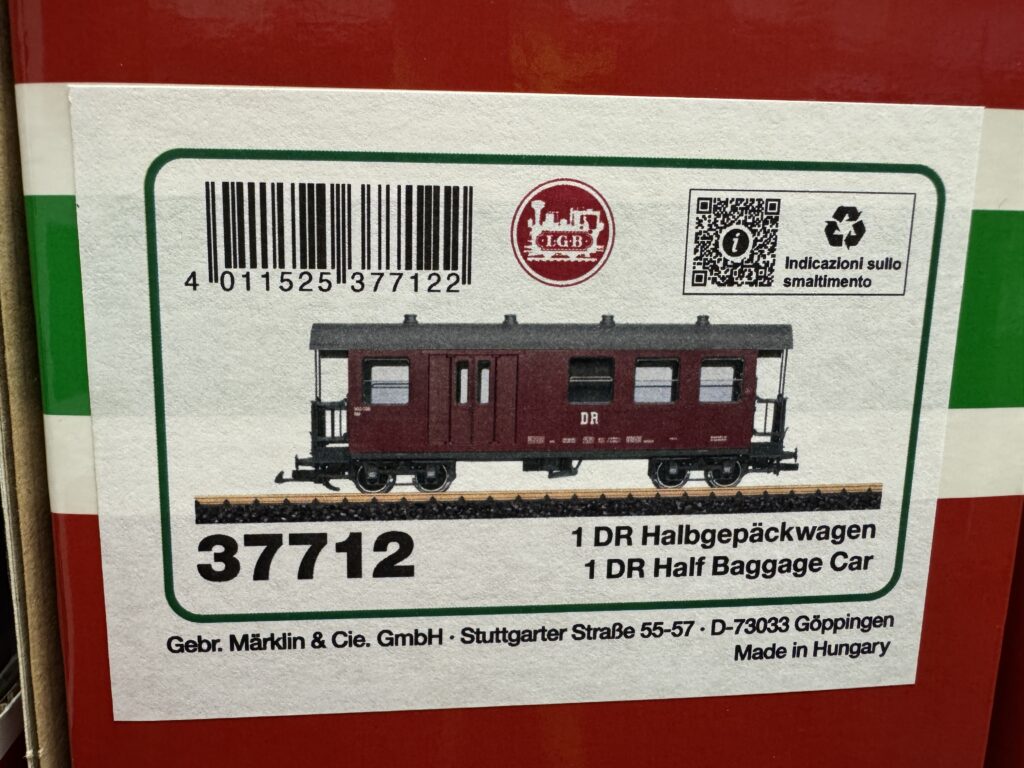 4 011525 377122
LGB
i
Indicazioni sullo
smaltimento
DR
37712
1 DR Halbgepäckwagen
1 DR Half Baggage Car
Gebr. Märklin & Cie. GmbH · Stuttgarter Straße 55-57 · D-73033 Göppingen
Made in Hungary